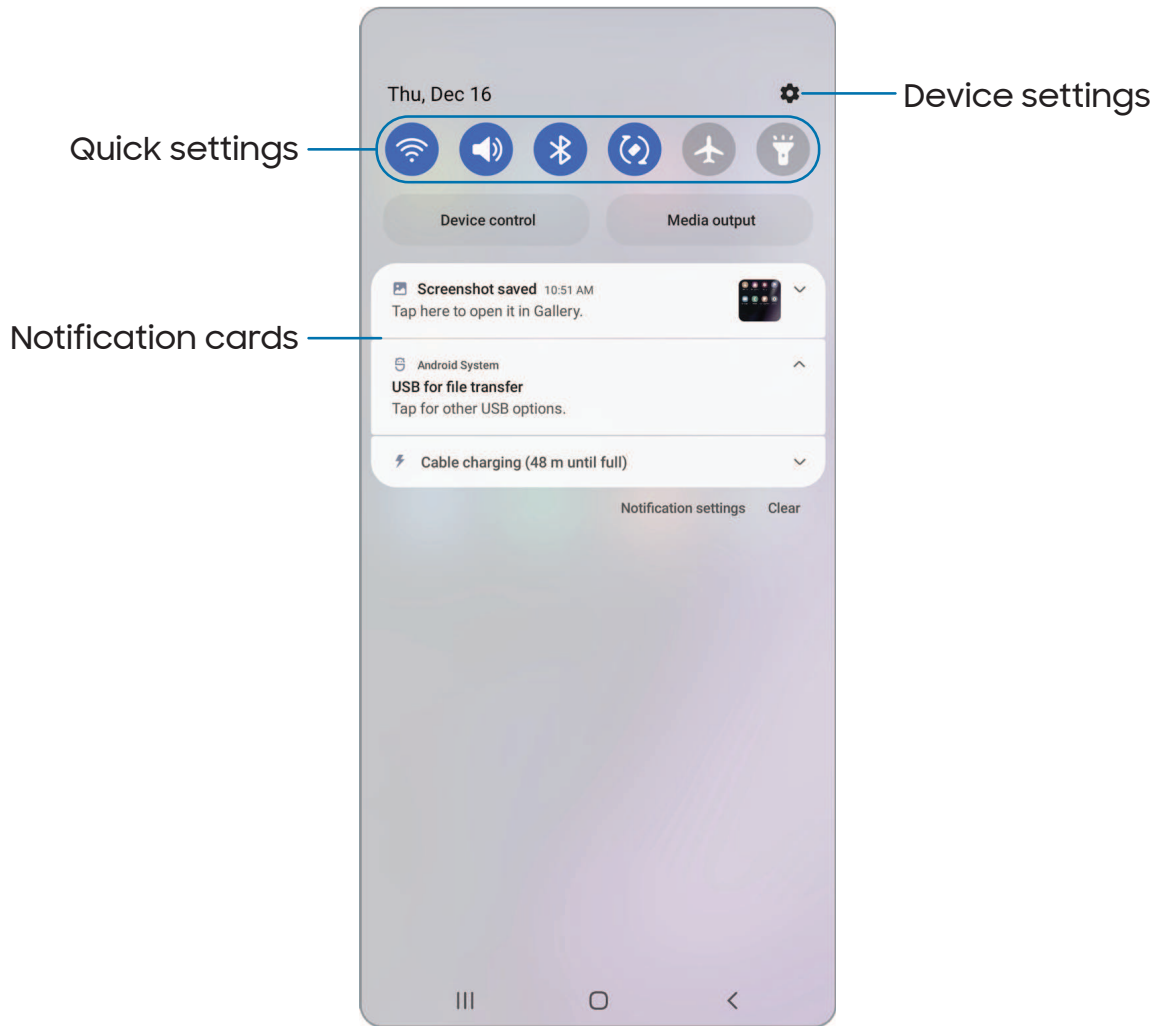 Thu, Dec 16
Device settings
Quick settings
Device control Media output
Screenshot saved 10:51 AM
Tap here to open it in Gallery.
Notification cards
Android System
USB for file transfer
Tap for other USB options.
Cable charging (48 m until full)
Notification settings Clear